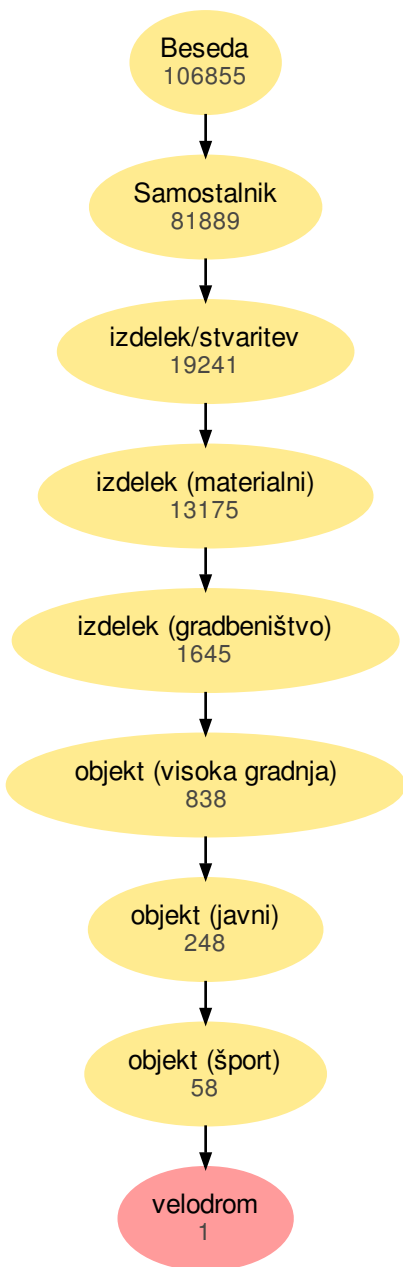 Beseda
106855
Samostalnik
81889
izdelek/stvaritev
19241
izdelek (materialni)
13175
izdelek (gradbeništvo)
1645
objekt (visoka gradnja)
838
objekt (javni)
248
objekt (šport)
58
velodrom
1